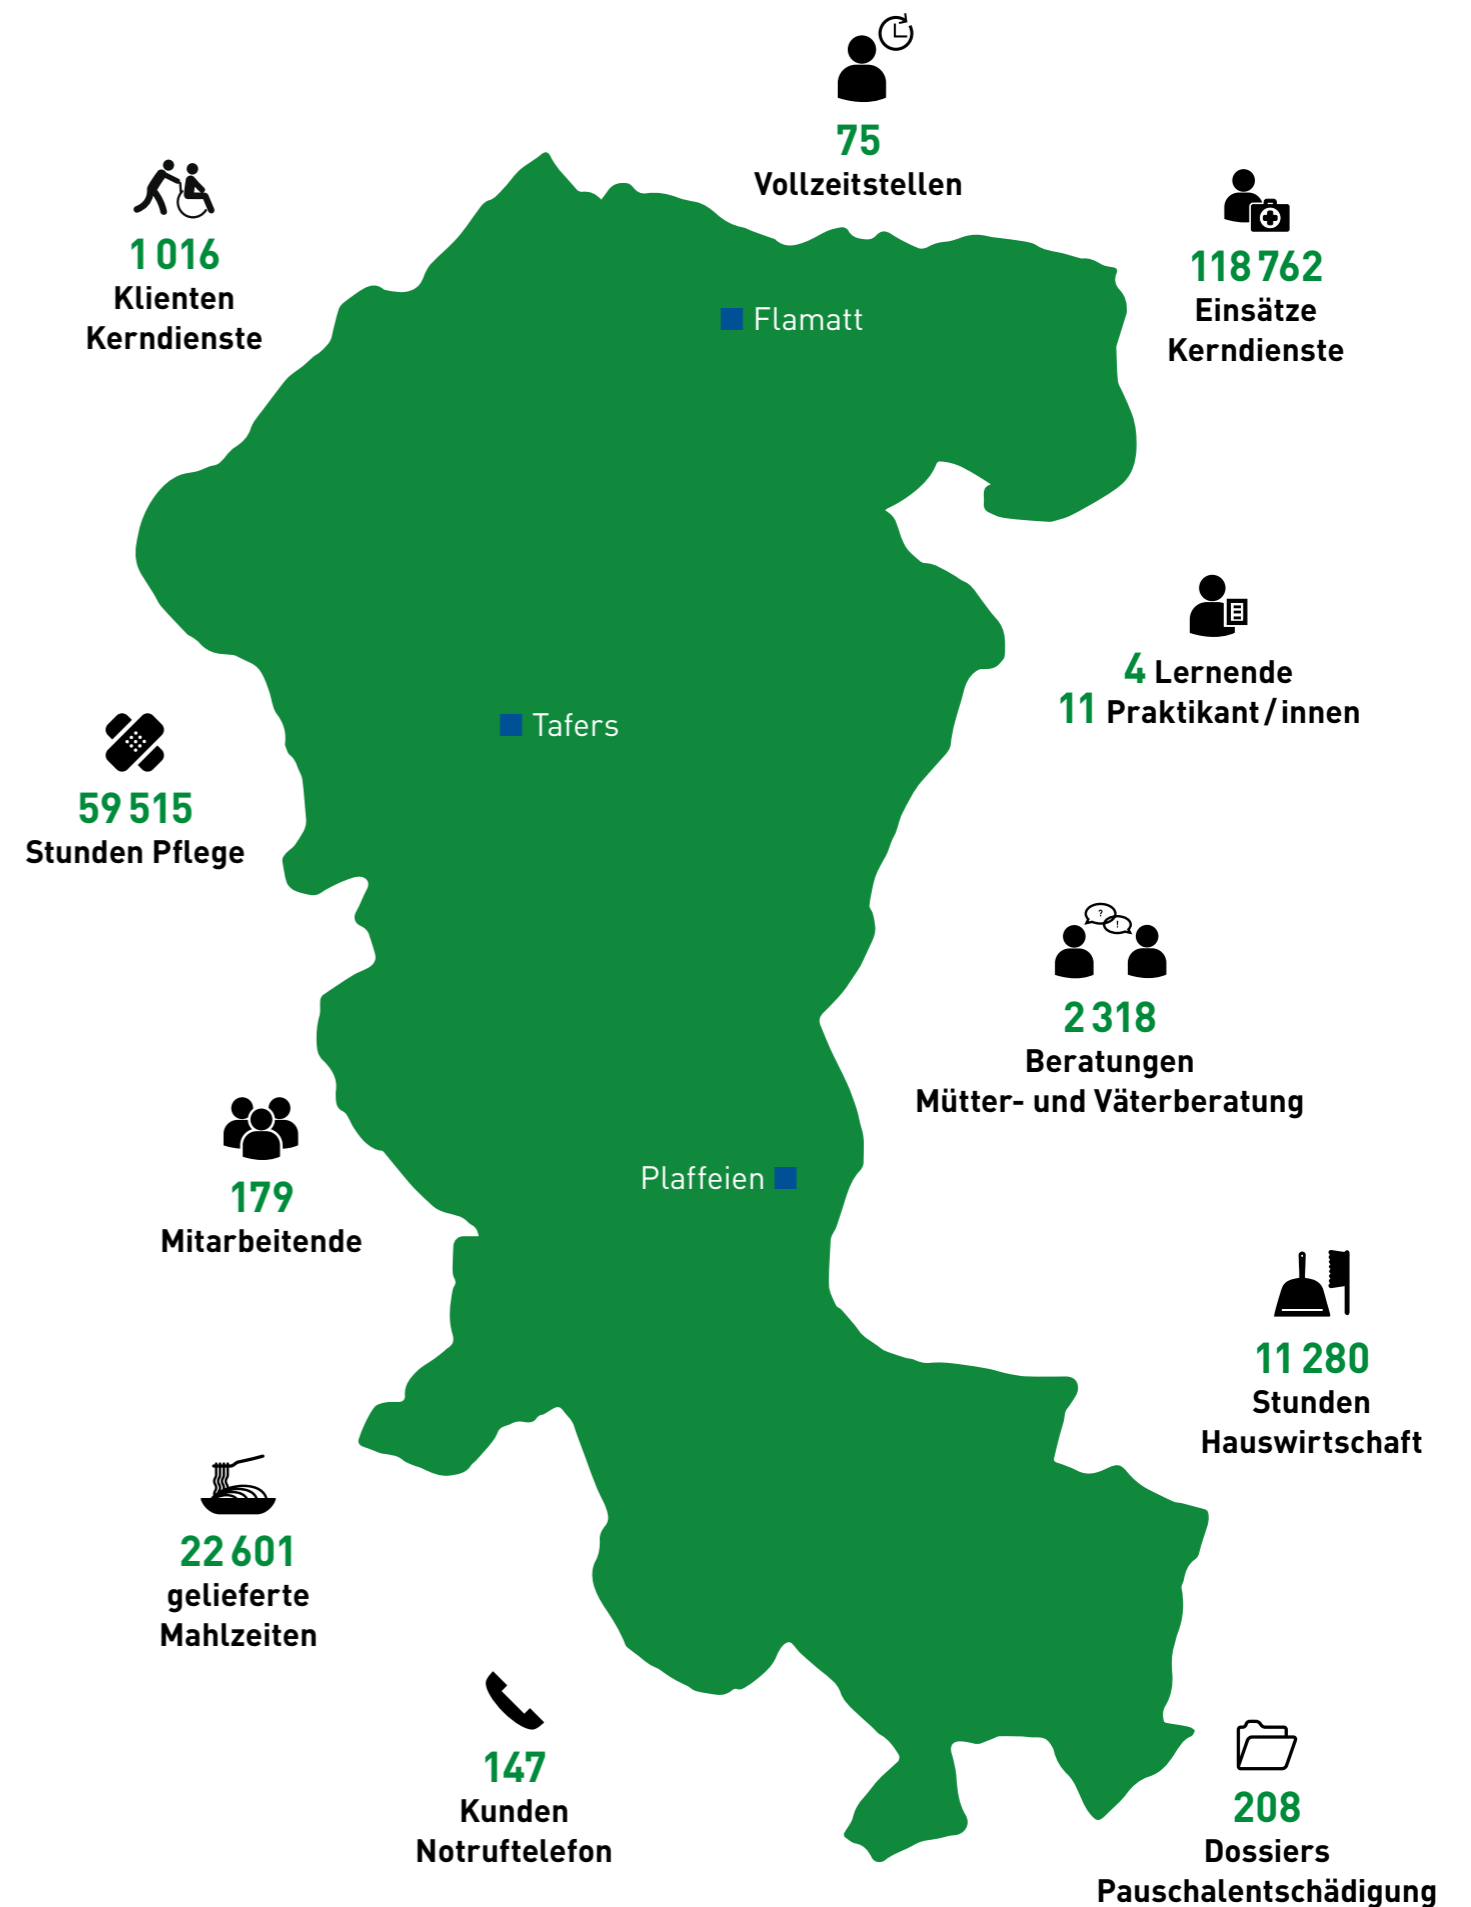 75
Vollzeitstellen
1 016
Klienten
Kerndienste
118 762
Einsätze
Kerndienste
Flamatt
4 Lernende
11 Praktikant/innen
Tafers
59 515
Stunden Pflege
? !
2 318
Beratungen
Mütter- und Väterberatung
Plaffeien
179
Mitarbeitende
11 280
Stunden
Hauswirtschaft
22 601
gelieferte
Mahlzeiten
147
Kunden
Notruftelefon
208
Dossiers
Pauschalentschädigung